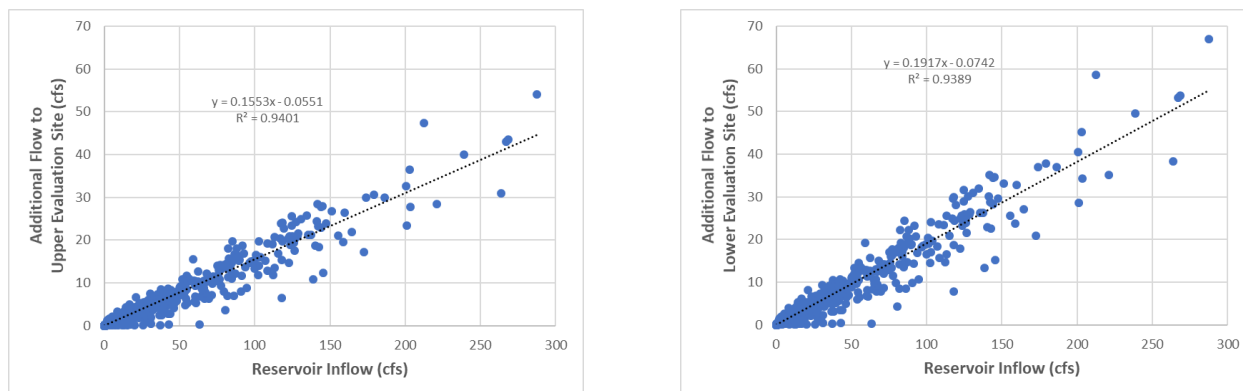 Additional Flow to
Upper Evaluation Site (cfs)
70
60
50
40
30
20
10
0
y = 0.1553x - 0.0551
R² = 0.9401
0 50 100 150 200 250 300
Reservoir Inflow (cfs)
Additional Flow to
Lower Evaluation Site (cfs)
70
60
50
40
30
20
10
0
y = 0.1917x - 0.0742
R² = 0.9389
0 50 100 150 200 250 300
Reservoir Inflow (cfs)